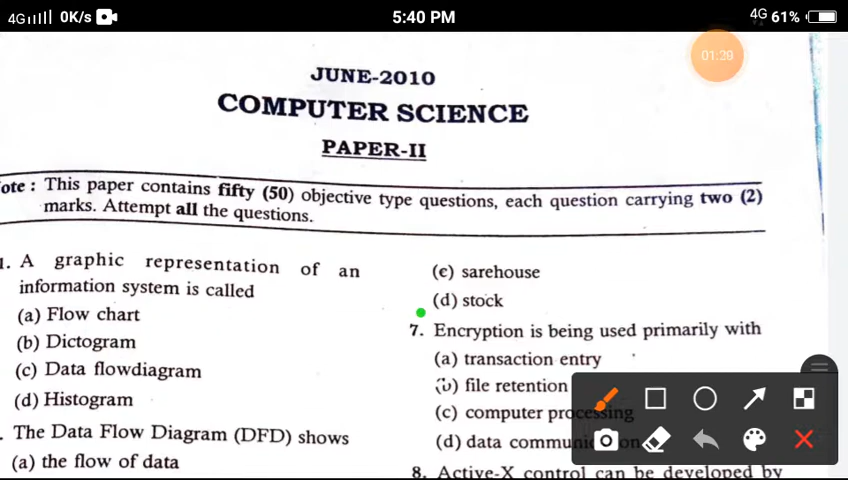 4G 0K/s 5:40 PM 4G 61%
01:39
JUNE-2010
COMPUTER SCIENCE
PAPER-II
ote : This paper contains fifty (50) objective type questions, each question carrying two (2)
marks. Attempt all the questions.
1. A graphic representation of an
information system is called
(a) Flow chart
(b) Dictogram
(c) Data flowdiagram
(d) Histogram
. The Data Flow Diagram (DFD) shows
(a) the flow of data
(c) sarehouse
(d) stock
7. Encryption is being used primarily with
(a) transaction entry
(b) file retention
(c) computer processing
(d) data
8. Active-X control can be developed by